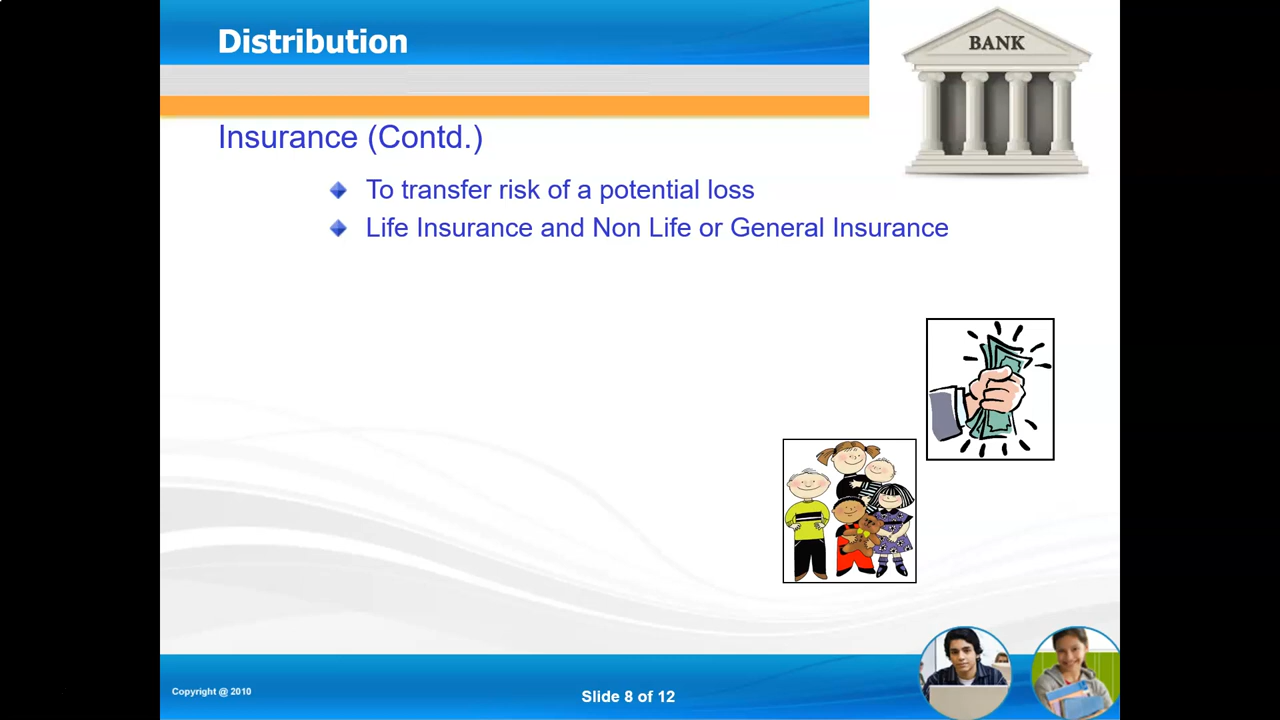 Distribution
BANK
Insurance (Contd.)
To transfer risk of a potential loss
Life Insurance and Non Life or General Insurance
Copyright @ 2010
Slide 8 of 12